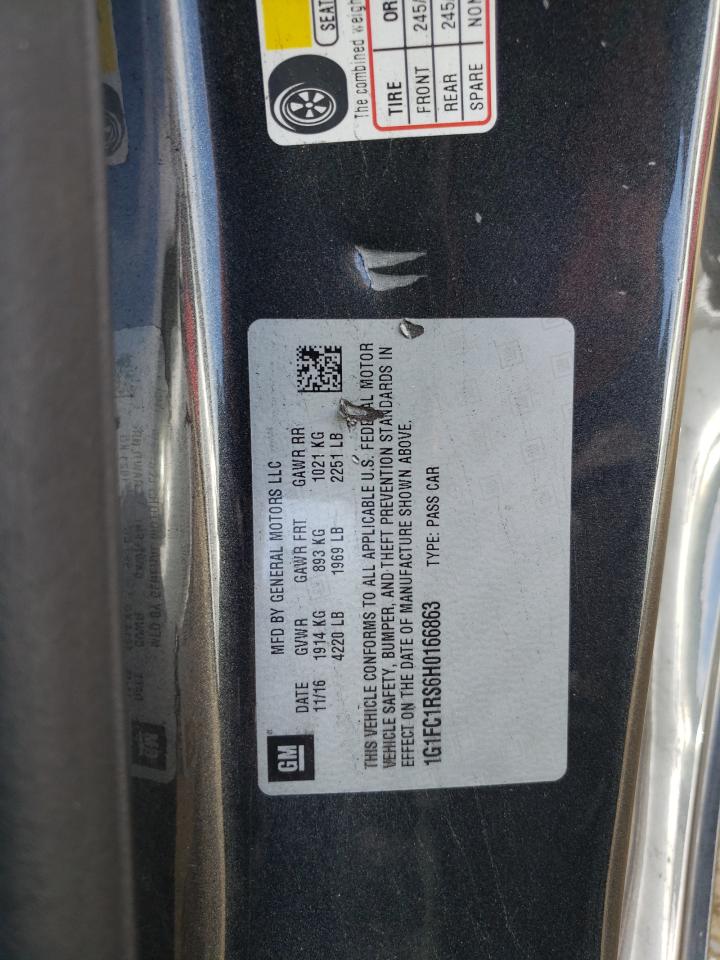 SEAT
The combined weigh
TIRE OR
FRONT 245/
REAR 245/
SPARE NON
GM
MFD BY GENERAL MOTORS LLC
DATE GVWR GAWR FRT GAWR RR
11/16 1914 KG 893 KG 1021 KG
4220 LB 1969 LB 2251 LB
THIS VEHICLE CONFORMS TO ALL APPLICABLE U.S. FEDERAL MOTOR
VEHICLE SAFETY, BUMPER, AND THEFT PREVENTION STANDARDS IN
EFFECT ON THE DATE OF MANUFACTURE SHOWN ABOVE.
1G1FC1RS6H0166863 TYPE: PASS CAR